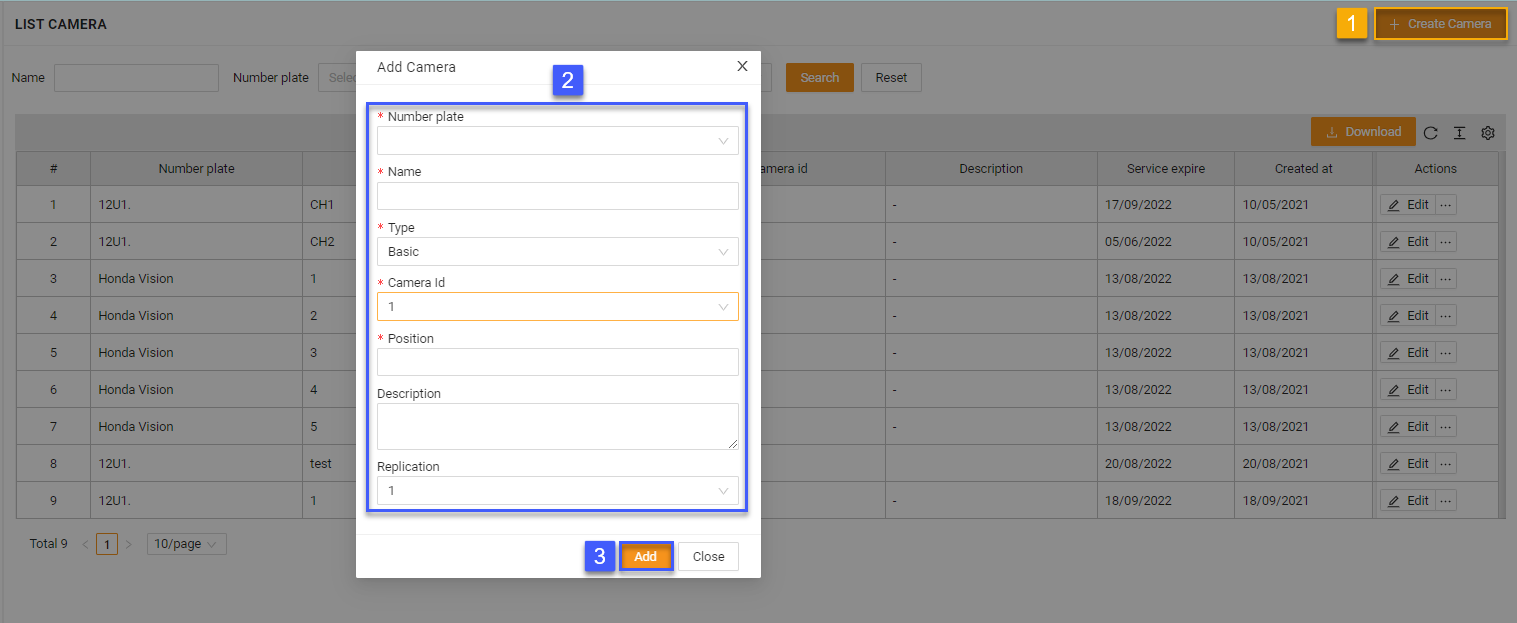 LIST CAMERA
1
+ Create Camera
Name
Number plate
Selec
Search
Reset
Download
# Number plate amera id Description Service expire Created at Actions
1 12U1. CH1 - 17/09/2022 10/05/2021 Edit ...
2 12U1. CH2 - 05/06/2022 10/05/2021 Edit ...
3 Honda Vision 1 - 13/08/2022 13/08/2021 Edit ...
4 Honda Vision 2 - 13/08/2022 13/08/2021 Edit ...
5 Honda Vision 3 - 13/08/2022 13/08/2021 Edit ...
6 Honda Vision 4 - 13/08/2022 13/08/2021 Edit ...
7 Honda Vision 5 - 13/08/2022 13/08/2021 Edit ...
8 12U1. test 20/08/2022 20/08/2021 Edit ...
9 12U1. 1 - 18/09/2022 18/09/2021 Edit ...
Total 9 < 1 > 10/page
Add Camera
2
* Number plate
* Name
* Type
Basic
* Camera Id
1
* Position
Description
Replication
1
3
Add
Close